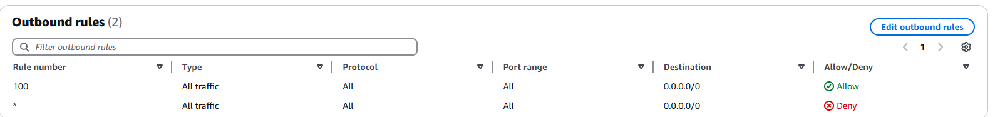 Outbound rules (2)
Edit outbound rules
Filter outbound rules
1
Rule number Type Protocol Port range Destination Allow/Deny
100 All traffic All All 0.0.0.0/0 Allow
* All traffic All All 0.0.0.0/0 Deny